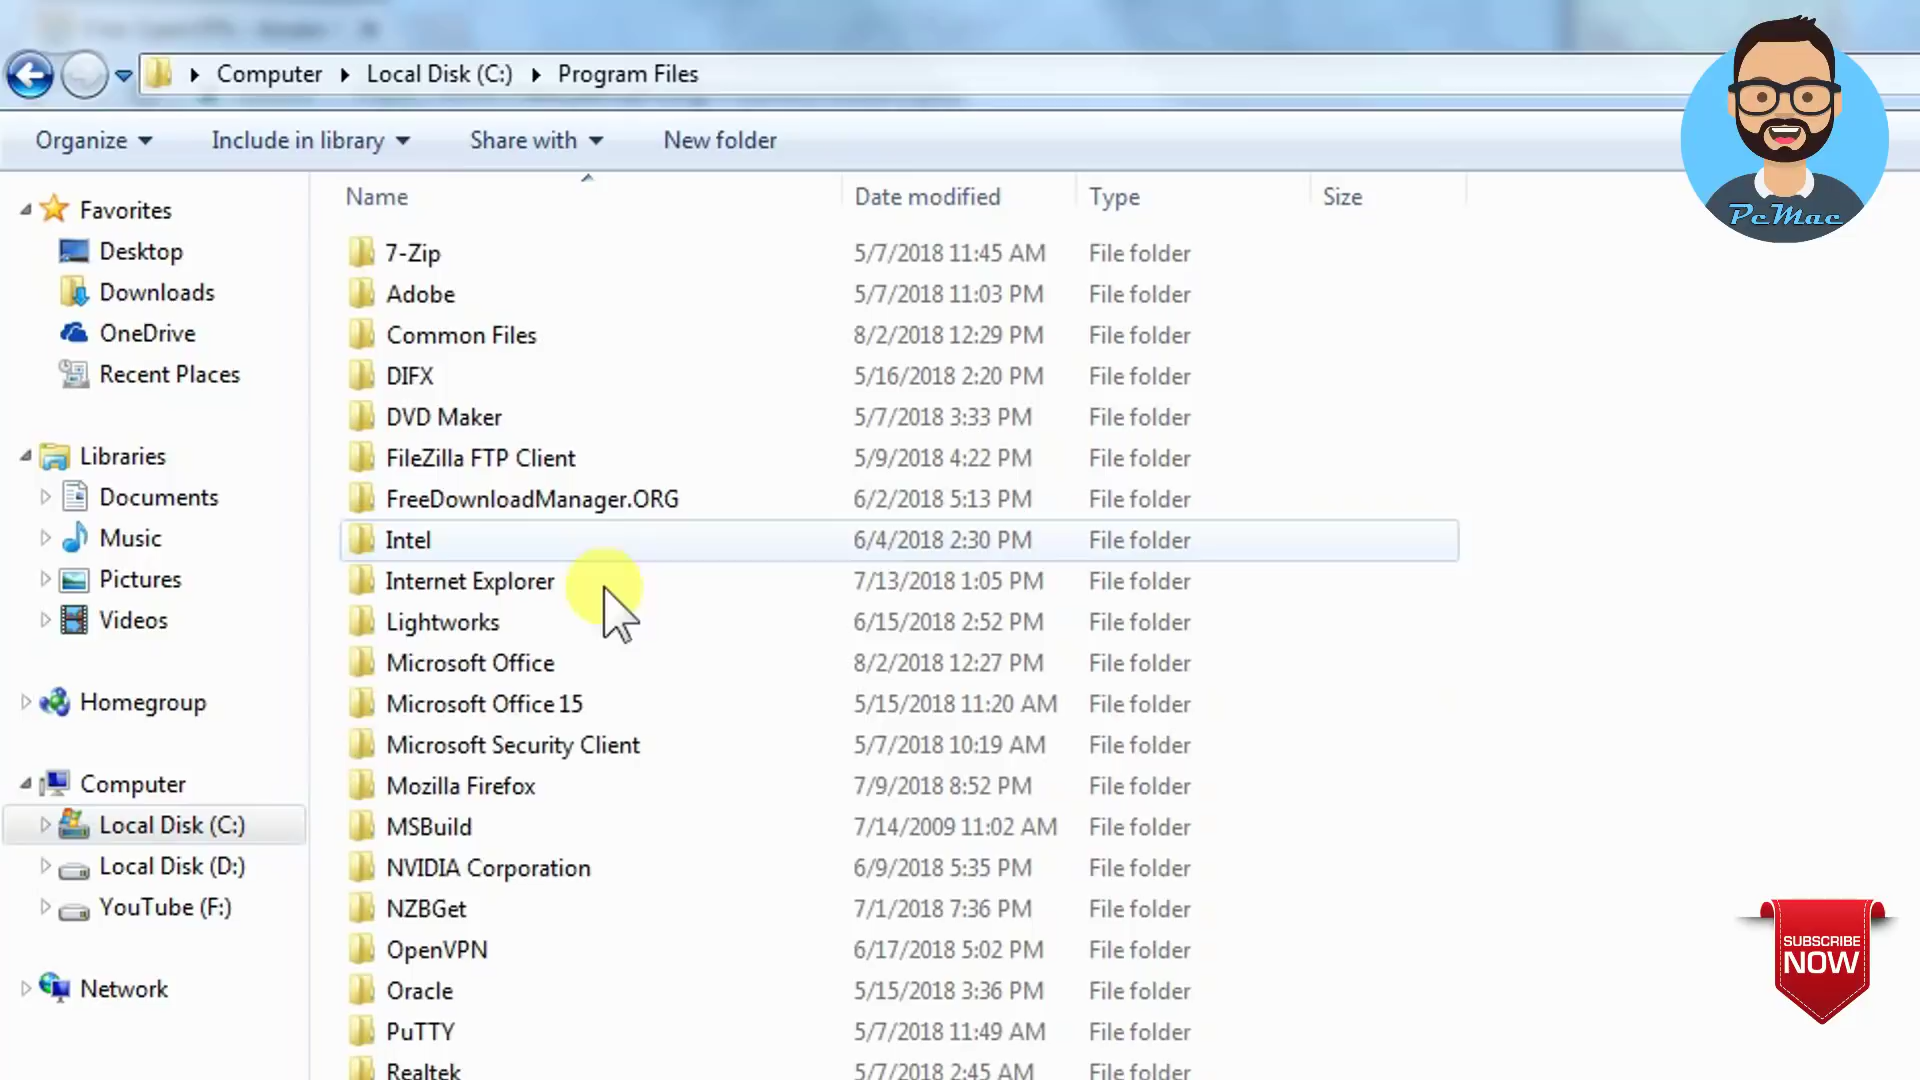 Computer Local Disk (C:) Program Files
Organize Include in library Share with New folder
PcMac
Name Date modified Type Size
Favorites
Desktop
Downloads
OneDrive
Recent Places
Libraries
Documents
Music
Pictures
Videos
Homegroup
Computer
Local Disk (C:)
Local Disk (D:)
YouTube (F:)
Network
7-Zip 5/7/2018 11:45 AM File folder
Adobe 5/7/2018 11:03 PM File folder
Common Files 8/2/2018 12:29 PM File folder
DIFX 5/16/2018 2:20 PM File folder
DVD Maker 5/7/2018 3:33 PM File folder
FileZilla FTP Client 5/9/2018 4:22 PM File folder
FreeDownloadManager.ORG 6/2/2018 5:13 PM File folder
Intel 6/4/2018 2:30 PM File folder
Internet Explorer 7/13/2018 1:05 PM File folder
Lightworks 6/15/2018 2:52 PM File folder
Microsoft Office 8/2/2018 12:27 PM File folder
Microsoft Office 15 5/15/2018 11:20 AM File folder
Microsoft Security Client 5/7/2018 10:19 AM File folder
Mozilla Firefox 7/9/2018 8:52 PM File folder
MSBuild 7/14/2009 11:02 AM File folder
NVIDIA Corporation 6/9/2018 5:35 PM File folder
NZBGet 7/1/2018 7:36 PM File folder
OpenVPN 6/17/2018 5:02 PM File folder
Oracle 5/15/2018 3:36 PM File folder
PuTTY 5/7/2018 11:49 AM File folder
Realtek 5/7/2018 2:45 AM File folder
SUBSCRIBE
NOW